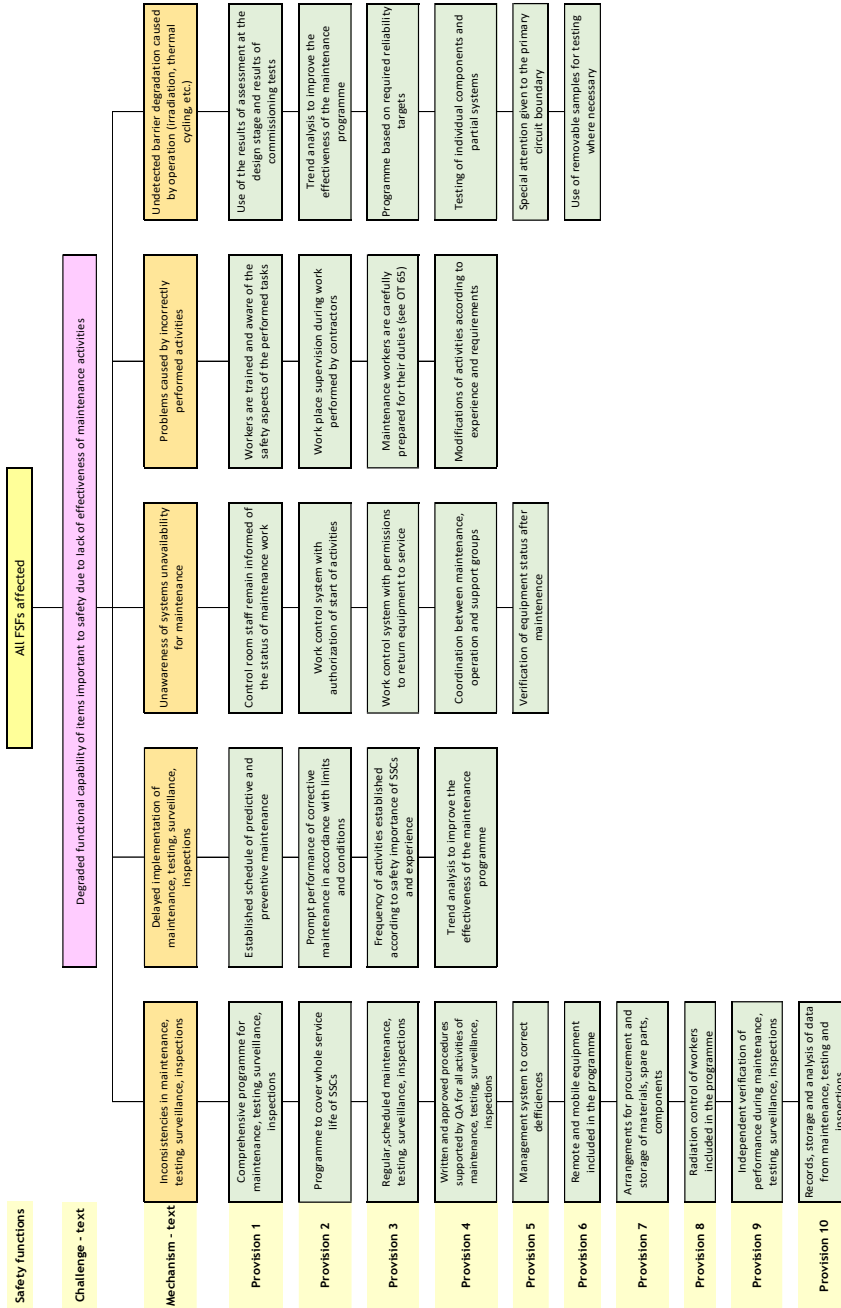 Safety functions
All FSFs affected
Challenge - text
Degraded functional capability of items important to safety due to lack of effectiveness of maintenance activities
Mechanism - text
Inconsistencies in maintenance,
testing, surveillance, inspections
Delayed implementation of
maintenance, testing, surveillance,
inspections
Unawareness of systems unavailability
for maintenance
Problems caused by incorrectly
performed activities
Undetected barrier degradation caused
by operation (irradiation, thermal
cycling, etc.)
Provision 1
Comprehensive programme for
maintenance, testing, surveillance,
inspections
Established schedule of predictive and
preventive maintenance
Control room staff remain informed of
the status of maintenance work
Workers are trained and aware of the
safety aspects of the performed tasks
Use of the results of assessment at the
design stage and results of
commissioning tests
Provision 2
Programme to cover whole service
life of SSCs
Prompt performance of corrective
maintenance in accordance with limits
and conditions
Work control system with
authorization of start of activities
Work place supervision during work
performed by contractors
Trend analysis to improve the
effectiveness of the maintenance
programme
Provision 3
Regular, scheduled maintenance,
testing, surveillance, inspections
Frequency of activities established
according to safety importance of SSCs
and experience
Work control system with permissions
to return equipment to service
Maintenance workers are carefully
prepared for their duties (see OT 65)
Programme based on required reliability
targets
Provision 4
Written and approved procedures
supported by QA for all activities of
maintenance, testing, surveillance,
inspections
Trend analysis to improve the
effectiveness of the maintenance
programme
Coordination between maintenance,
operation and support groups
Modifications of activities according to
experience and requirements
Testing of individual components and
partial systems
Provision 5
Management system to correct
defficiences
Verification of equipment status after
maintenence
Special attention given to the primary
circuit boundary
Provision 6
Remote and mobile equipment
included in the programme
Use of removable samples for testing
where necessary
Provision 7
Arrangements for procurement and
storage of materials, spare parts,
components
Provision 8
Radiation control of workers
included in the programme
Provision 9
Independent verification of
performance during maintenance,
testing, surveillance, inspections
Provision 10
Records, storage and analysis of data
from maintenance, testing and
inspections